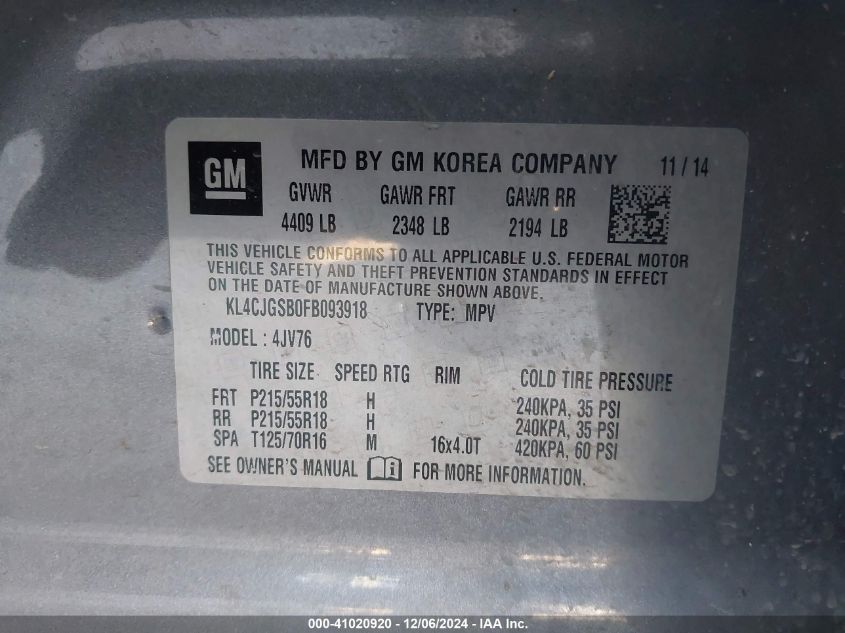 GM
MFD BY GM KOREA COMPANY 11/14
GVWR GAWR FRT GAWR RR
4409 LB 2348 LB 2194 LB
THIS VEHICLE CONFORMS TO ALL APPLICABLE U.S. FEDERAL MOTOR
VEHICLE SAFETY AND THEFT PREVENTION STANDARDS IN EFFECT
ON THE DATE OF MANUFACTURE SHOWN ABOVE.
KL4CJGSB0FB093918 TYPE: MPV
MODEL : 4JV76
TIRE SIZE SPEED RTG RIM COLD TIRE PRESSURE
FRT P215/55R18 H 240KPA, 35 PSI
RR P215/55R18 H 240KPA, 35 PSI
SPA T125/70R16 M 16x4.0T 420KPA, 60 PSI
SEE OWNER'S MANUAL i FOR MORE INFORMATION.
000-41020920 - 12/06/2024 - IAA Inc.